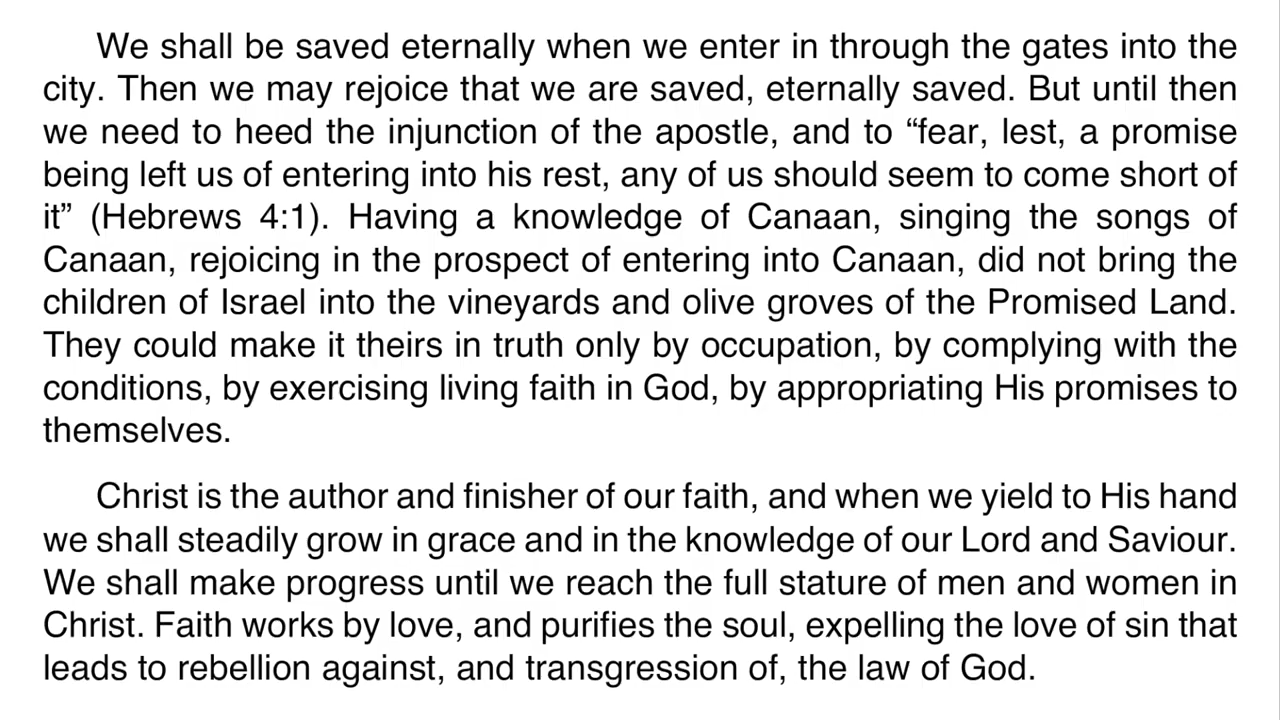 We shall be saved eternally when we enter in through the gates into the
city. Then we may rejoice that we are saved, eternally saved. But until then
we need to heed the injunction of the apostle, and to “fear, lest, a promise
being left us of entering into his rest, any of us should seem to come short of
it” (Hebrews 4:1). Having a knowledge of Canaan, singing the songs of
Canaan, rejoicing in the prospect of entering into Canaan, did not bring the
children of Israel into the vineyards and olive groves of the Promised Land.
They could make it theirs in truth only by occupation, by complying with the
conditions, by exercising living faith in God, by appropriating His promises to
themselves.
Christ is the author and finisher of our faith, and when we yield to His hand
we shall steadily grow in grace and in the knowledge of our Lord and Saviour.
We shall make progress until we reach the full stature of men and women in
Christ. Faith works by love, and purifies the soul, expelling the love of sin that
leads to rebellion against, and transgression of, the law of God.